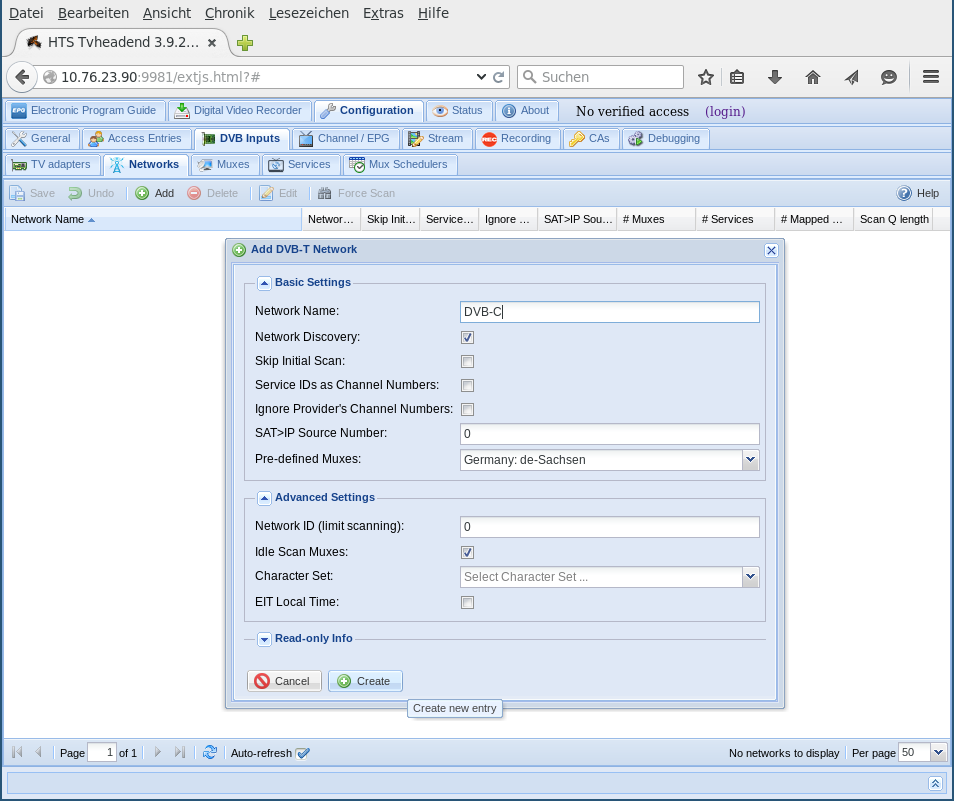 Datei Bearbeiten Ansicht Chronik Lesezeichen Extras Hilfe
HTS Tvheadend 3.9.2...
10.76.23.90:9981/extjs.html?# Suchen
EPG Electronic Program Guide Digital Video Recorder Configuration Status About No verified access (login)
General Access Entries DVB Inputs Channel / EPG Stream REC Recording CAs Debugging
TV adapters Networks Muxes Services Mux Schedulers
Save Undo Add Delete Edit Force Scan Help
Network Name Networ... Skip Init... Service... Ignore ... SAT>IP Sou... # Muxes # Services # Mapped ... Scan Q length
Add DVB-T Network
Basic Settings
Network Name: DVB-C
Network Discovery:
Skip Initial Scan:
Service IDs as Channel Numbers:
Ignore Provider's Channel Numbers:
SAT>IP Source Number: 0
Pre-defined Muxes: Germany: de-Sachsen
Advanced Settings
Network ID (limit scanning): 0
Idle Scan Muxes:
Character Set: Select Character Set ...
EIT Local Time:
Read-only Info
Cancel Create
Create new entry
Page 1 of 1 Auto-refresh No networks to display Per page 50